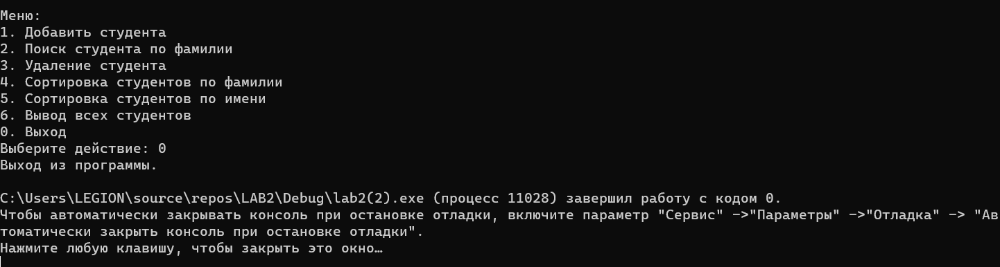 Меню:
1. Добавить студента
2. Поиск студента по фамилии
3. Удаление студента
4. Сортировка студентов по фамилии
5. Сортировка студентов по имени
6. Вывод всех студентов
0. Выход
Выберите действие: 0
Выход из программы.
C:\Users\LEGION\source\repos\LAB2\Debug\lab2(2).exe (процесс 11028) завершил работу с кодом 0.
Чтобы автоматически закрывать консоль при остановке отладки, включите параметр "Сервис" ->"Параметры" ->"Отладка" -> "Ав
томатически закрыть консоль при остановке отладки".
Нажмите любую клавишу, чтобы закрыть это окно…